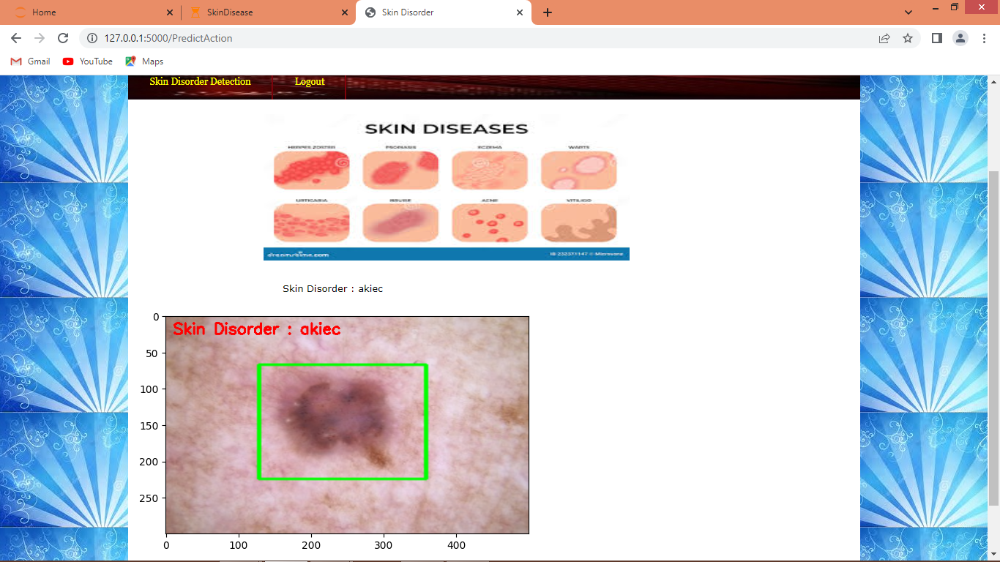 Home
SkinDisease
Skin Disorder
127.0.0.1:5000/PredictAction
Gmail
YouTube
Maps
Skin Disorder Detection
Logout
SKIN DISEASES
HERPES ZOSTER
PSORIASIS
ECZEMA
WARTS
URTICARIA
BRUISE
ACNE
VITILIGO
dreamstime.com
ID 232371147 © Microvone
Skin Disorder : akiec
Skin Disorder : akiec
0
50
100
150
200
250
0
100
200
300
400